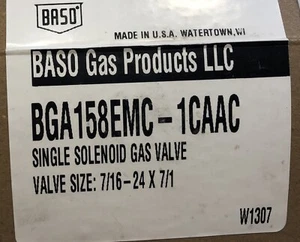 BASO®
MADE IN U.S.A. WATERTOWN, WI
BASO Gas Products LLC
BGA158EMC-1CAAC
SINGLE SOLENOID GAS VALVE
VALVE SIZE: 7/16-24 X 7/1
W1307